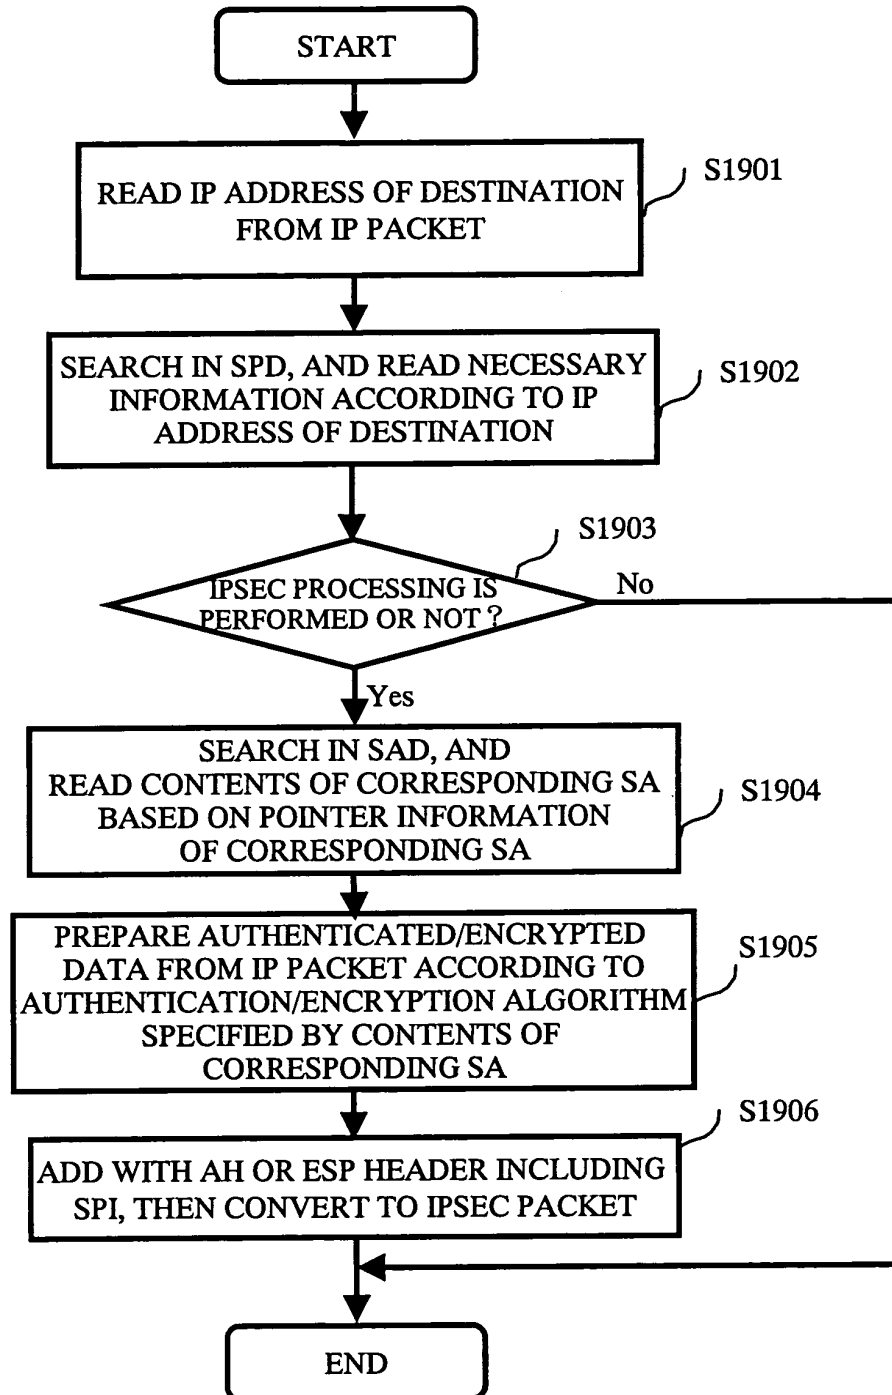 START
READ IP ADDRESS OF DESTINATION
FROM IP PACKET
S1901
SEARCH IN SPD, AND READ NECESSARY
INFORMATION ACCORDING TO IP
ADDRESS OF DESTINATION
S1902
S1903
IPSEC PROCESSING IS
PERFORMED OR NOT ?
No
Yes
SEARCH IN SAD, AND
READ CONTENTS OF CORRESPONDING SA
BASED ON POINTER INFORMATION
OF CORRESPONDING SA
S1904
PREPARE AUTHENTICATED/ENCRYPTED
DATA FROM IP PACKET ACCORDING TO
AUTHENTICATION/ENCRYPTION ALGORITHM
SPECIFIED BY CONTENTS OF
CORRESPONDING SA
S1905
S1906
ADD WITH AH OR ESP HEADER INCLUDING
SPI, THEN CONVERT TO IPSEC PACKET
END